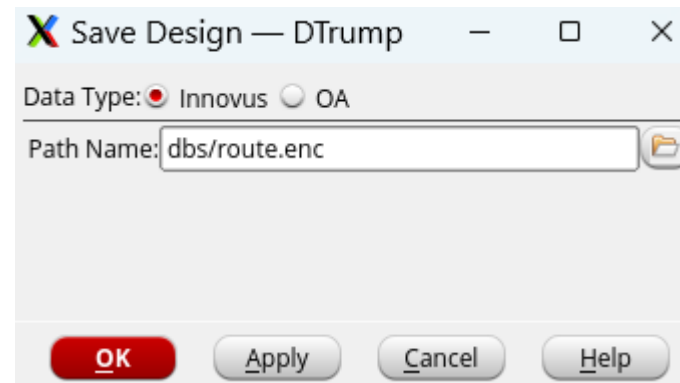 Save Design — DTrump
Data Type: Innovus OA
Path Name: dbs/route.enc
OK Apply Cancel Help